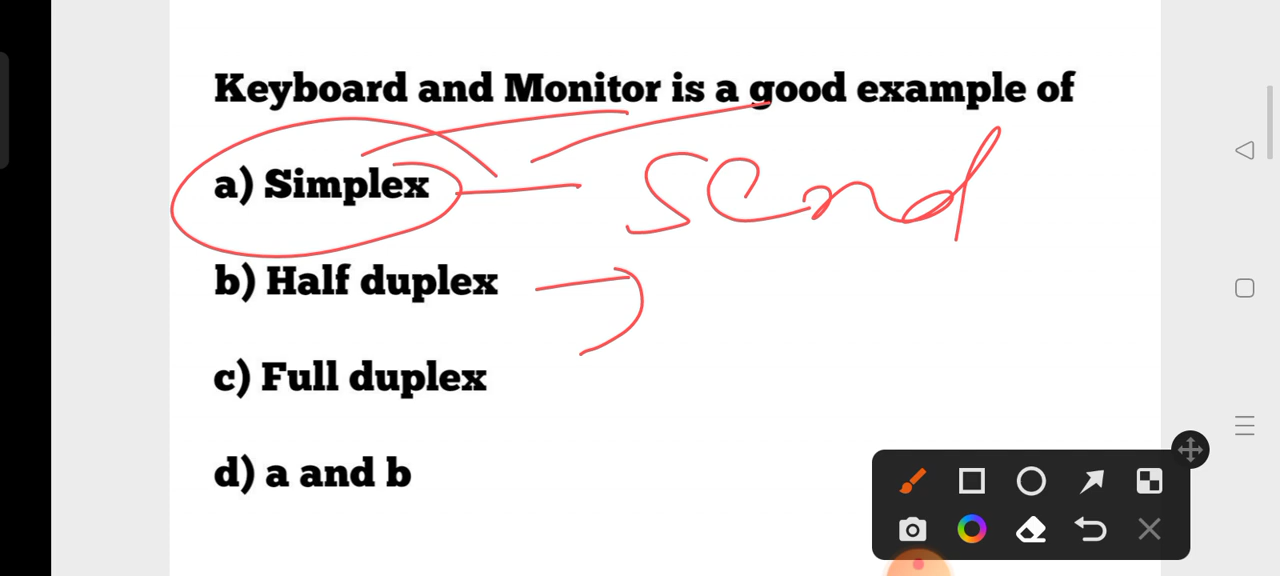 Keyboard and Monitor is a good example of
a) Simplex
send
b) Half duplex
c) Full duplex
d) a and b